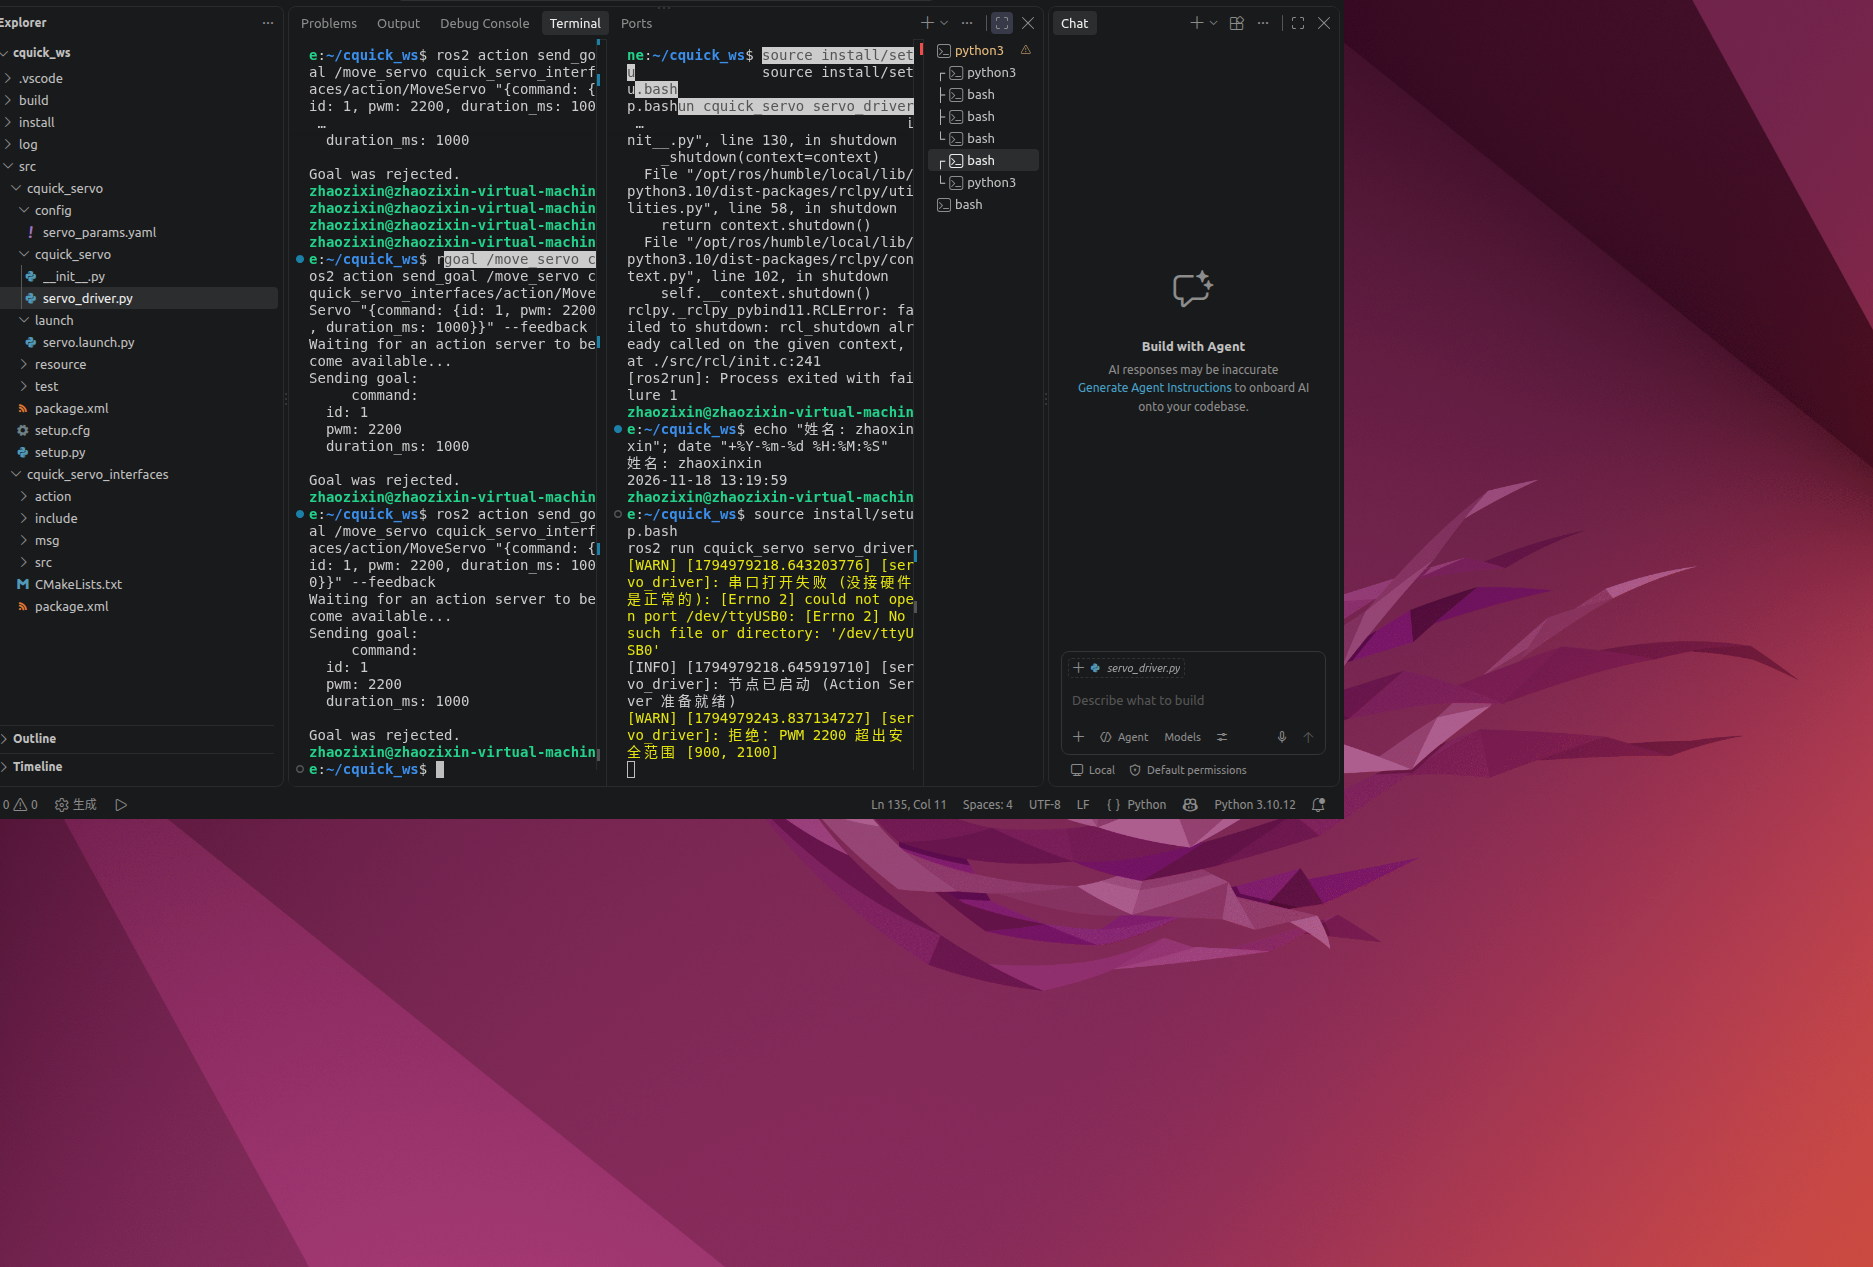 Explorer
cquick_ws
.vscode
build
install
log
src
cquick_servo
config
! servo_params.yaml
cquick_servo
__init__.py
servo_driver.py
launch
servo.launch.py
resource
test
package.xml
setup.cfg
setup.py
cquick_servo_interfaces
action
include
msg
src
CMakeLists.txt
package.xml
Outline
Timeline
Problems Output Debug Console Terminal Ports
e:~/cquick_ws$ ros2 action send_go
al /move_servo cquick_servo_interf
aces/action/MoveServo "{command: {
id: 1, pwm: 2200, duration_ms: 100
…
duration_ms: 1000
Goal was rejected.
zhaozixin@zhaozixin-virtual-machin
zhaozixin@zhaozixin-virtual-machin
zhaozixin@zhaozixin-virtual-machin
zhaozixin@zhaozixin-virtual-machin
e:~/cquick_ws$ rgoal /move_servo c
os2 action send_goal /move_servo c
quick_servo_interfaces/action/Move
Servo "{command: {id: 1, pwm: 2200
, duration_ms: 1000}}" --feedback
Waiting for an action server to be
come available...
Sending goal:
command:
id: 1
pwm: 2200
duration_ms: 1000
Goal was rejected.
zhaozixin@zhaozixin-virtual-machin
e:~/cquick_ws$ ros2 action send_go
al /move_servo cquick_servo_interf
aces/action/MoveServo "{command: {
id: 1, pwm: 2200, duration_ms: 100
0}}" --feedback
Waiting for an action server to be
come available...
Sending goal:
command:
id: 1
pwm: 2200
duration_ms: 1000
Goal was rejected.
zhaozixin@zhaozixin-virtual-machin
e:~/cquick_ws$
ne:~/cquick_ws$ source install/set
u source install/set
u.bash
p.bashun cquick_servo servo_driver
… i
nit__.py", line 130, in shutdown
_shutdown(context=context)
File "/opt/ros/humble/local/lib/
python3.10/dist-packages/rclpy/uti
lities.py", line 58, in shutdown
return context.shutdown()
File "/opt/ros/humble/local/lib/
python3.10/dist-packages/rclpy/con
text.py", line 102, in shutdown
self.__context.shutdown()
rclpy._rclpy_pybind11.RCLError: fa
iled to shutdown: rcl_shutdown alr
eady called on the given context,
at ./src/rcl/init.c:241
[ros2run]: Process exited with fai
lure 1
zhaozixin@zhaozixin-virtual-machin
e:~/cquick_ws$ echo "姓名: zhaoxin
xin"; date "+%Y-%m-%d %H:%M:%S"
姓名: zhaoxinxin
2026-11-18 13:19:59
zhaozixin@zhaozixin-virtual-machin
e:~/cquick_ws$ source install/setu
p.bash
ros2 run cquick_servo servo_driver
[WARN] [1794979218.643203776] [ser
vo_driver]: 串口打开失败 (没接硬件
是正常的): [Errno 2] could not ope
n port /dev/ttyUSB0: [Errno 2] No
such file or directory: '/dev/ttyU
SB0'
[INFO] [1794979218.645919710] [ser
vo_driver]: 节点已启动 (Action Ser
ver 准备就绪)
[WARN] [1794979243.837134727] [ser
vo_driver]: 拒绝: PWM 2200 超出安
全范围 [900, 2100]
python3
python3
bash
bash
bash
bash
python3
bash
Chat
Build with Agent
AI responses may be inaccurate
Generate Agent Instructions to onboard AI
onto your codebase.
servo_driver.py
Describe what to build
Agent Models
Local Default permissions
0 0 生成 Ln 135, Col 11 Spaces: 4 UTF-8 LF { } Python Python 3.10.12